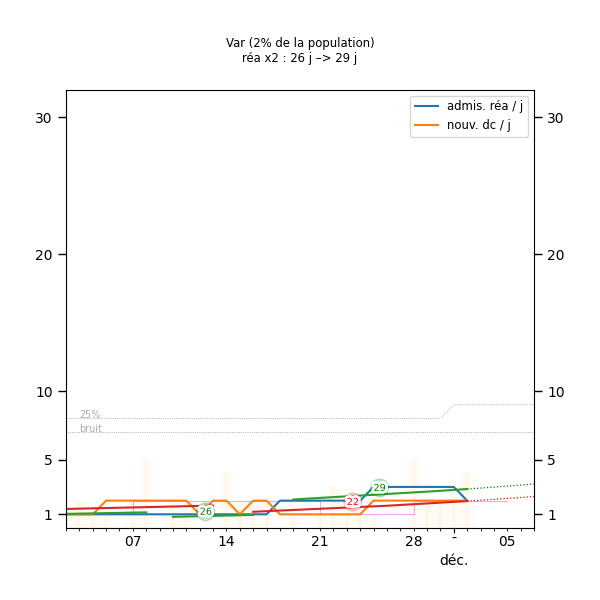 Var (2% de la population)
réa x2 : 26 j –> 29 j
admis. réa / j
nouv. dc / j
30 30
20 20
10 10
25%
bruit
5 5
29
22
26
1 1
07 14 21 28 - 05
déc.